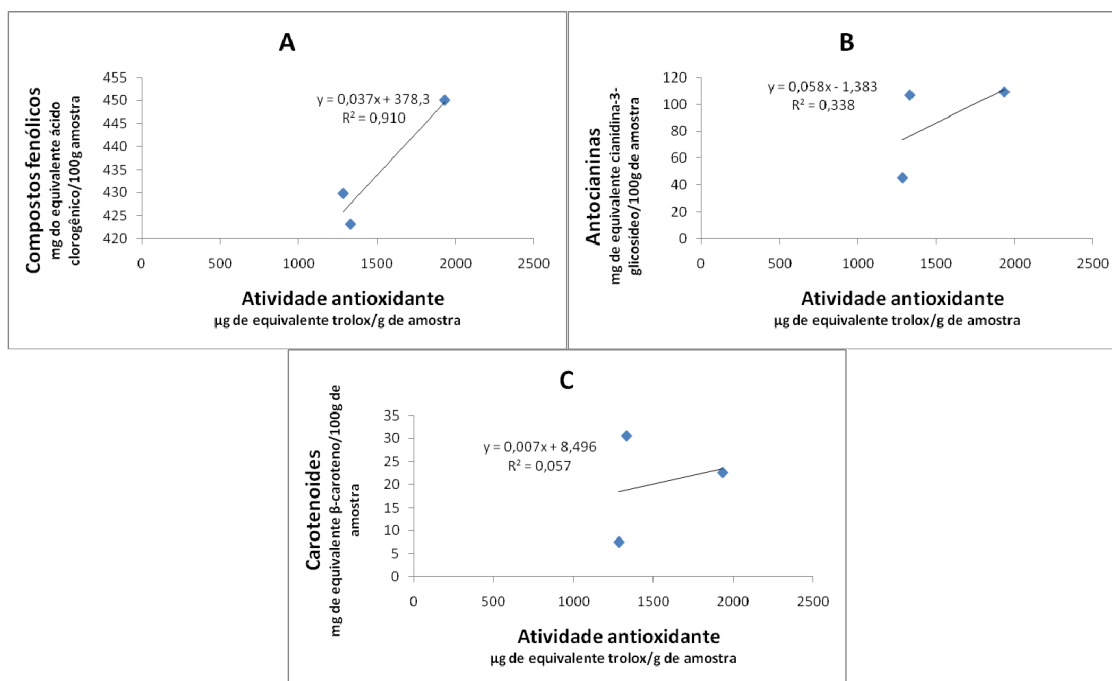 A
Compostos fenólicos
mg do equivalente ácido
clorogênico/100g amostra
455
450
445
440
435
430
425
420
y = 0,037x + 378,3
R² = 0,910
0 500 1000 1500 2000 2500
Atividade antioxidante
µg de equivalente trolox/g de amostra
B
Antocianinas
mg de equivalente cianidina-3-
glicosídeo/100g de amostra
120
100
80
60
40
20
0
y = 0,058x - 1,383
R² = 0,338
0 500 1000 1500 2000 2500
Atividade antioxidante
µg de equivalente trolox/g de amostra
C
Carotenoides
mg de equivalente β-caroteno/100g de
amostra
35
30
25
20
15
10
5
0
y = 0,007x + 8,496
R² = 0,057
0 500 1000 1500 2000 2500
Atividade antioxidante
µg de equivalente trolox/g de amostra